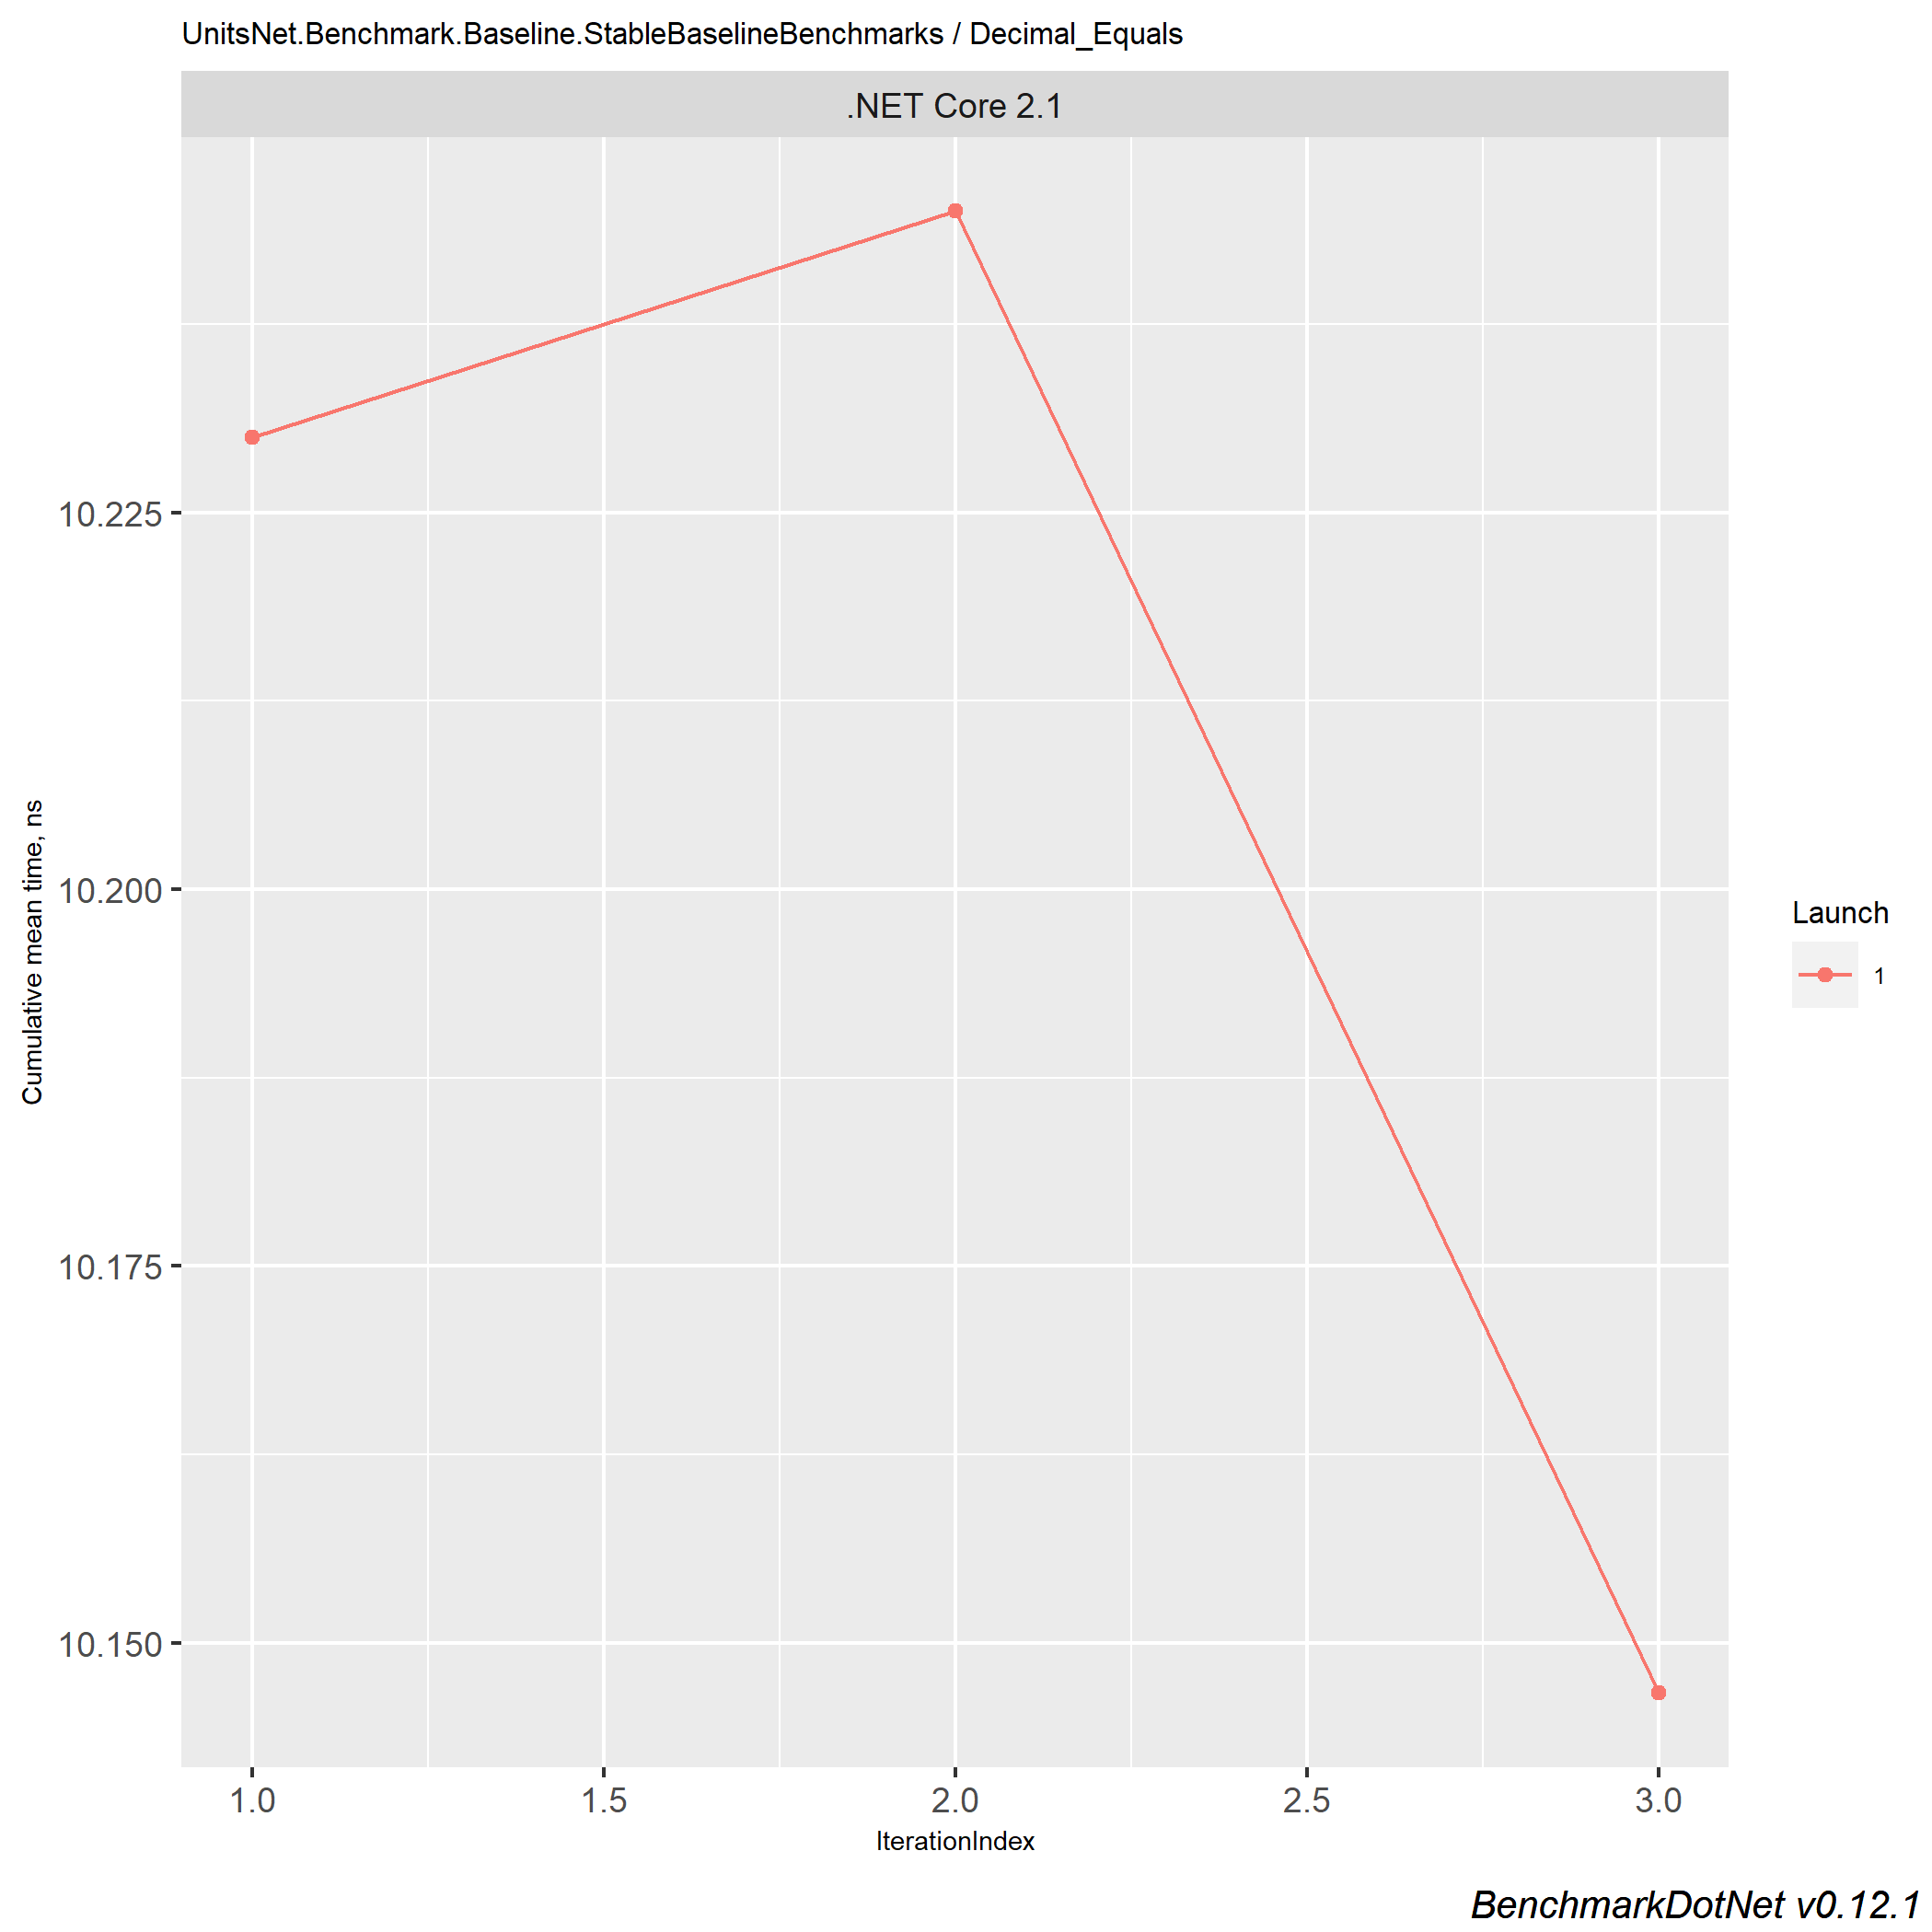 UnitsNet.Benchmark.Baseline.StableBaselineBenchmarks / Decimal_Equals
.NET Core 2.1
10.225
10.200
10.175
10.150
Cumulative mean time, ns
1.0 1.5 2.0 2.5 3.0
IterationIndex
Launch
1
BenchmarkDotNet v0.12.1